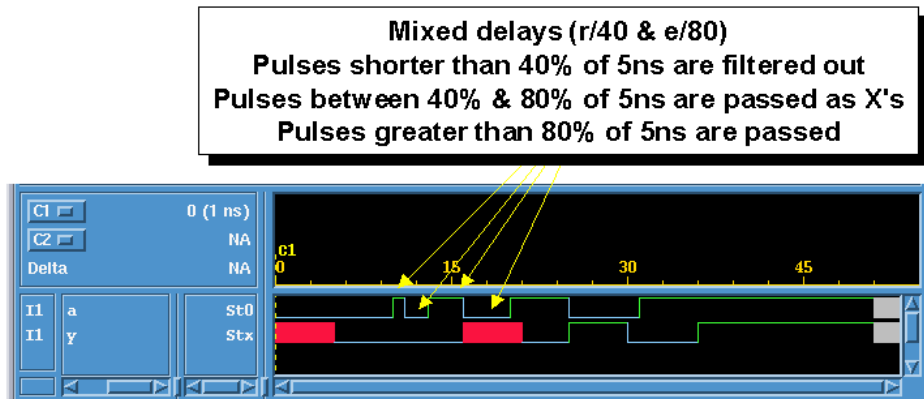 Mixed delays (r/40 & e/80)
Pulses shorter than 40% of 5ns are filtered out
Pulses between 40% & 80% of 5ns are passed as X's
Pulses greater than 80% of 5ns are passed
C1 0 (1 ns)
C2 NA
Delta NA
c1
0 15 30 45
I1 a St0
I1 y Stx